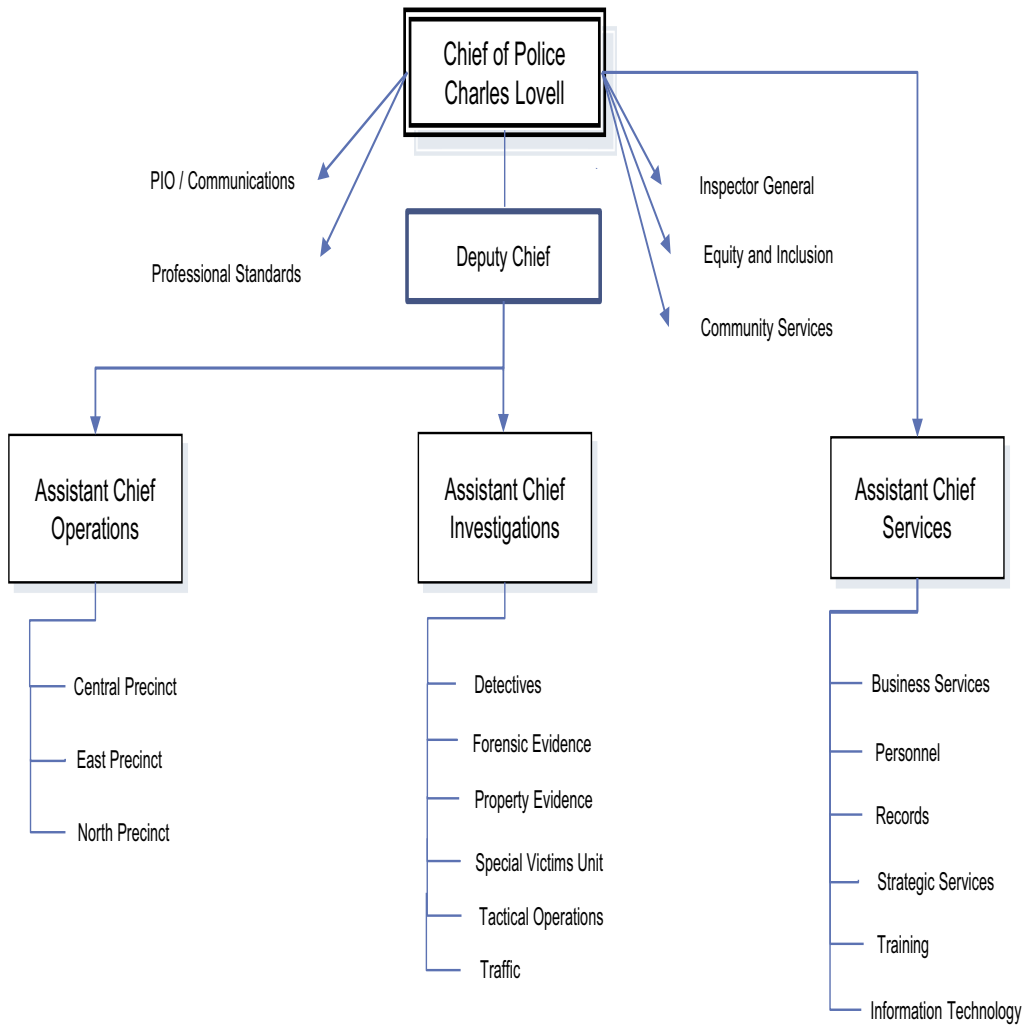 Chief of Police
Charles Lovell
PIO / Communications
Professional Standards
Deputy Chief
Inspector General
Equity and Inclusion
Community Services
Assistant Chief
Operations
Central Precinct
East Precinct
North Precinct
Assistant Chief
Investigations
Detectives
Forensic Evidence
Property Evidence
Special Victims Unit
Tactical Operations
Traffic
Assistant Chief
Services
Business Services
Personnel
Records
Strategic Services
Training
Information Technology